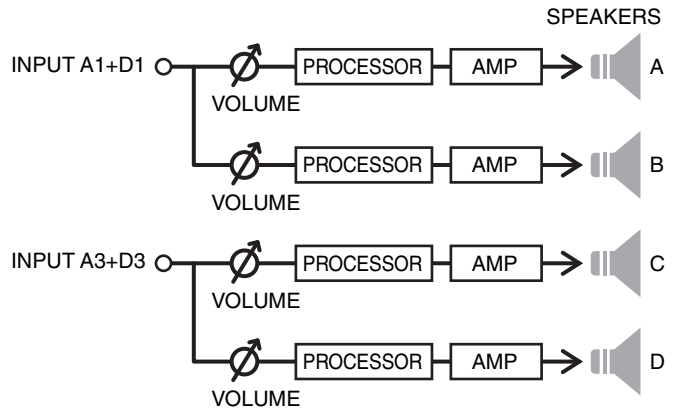 SPEAKERS
INPUT A1+D1 PROCESSOR AMP A
VOLUME
PROCESSOR AMP B
VOLUME
INPUT A3+D3 PROCESSOR AMP C
VOLUME
PROCESSOR AMP D
VOLUME